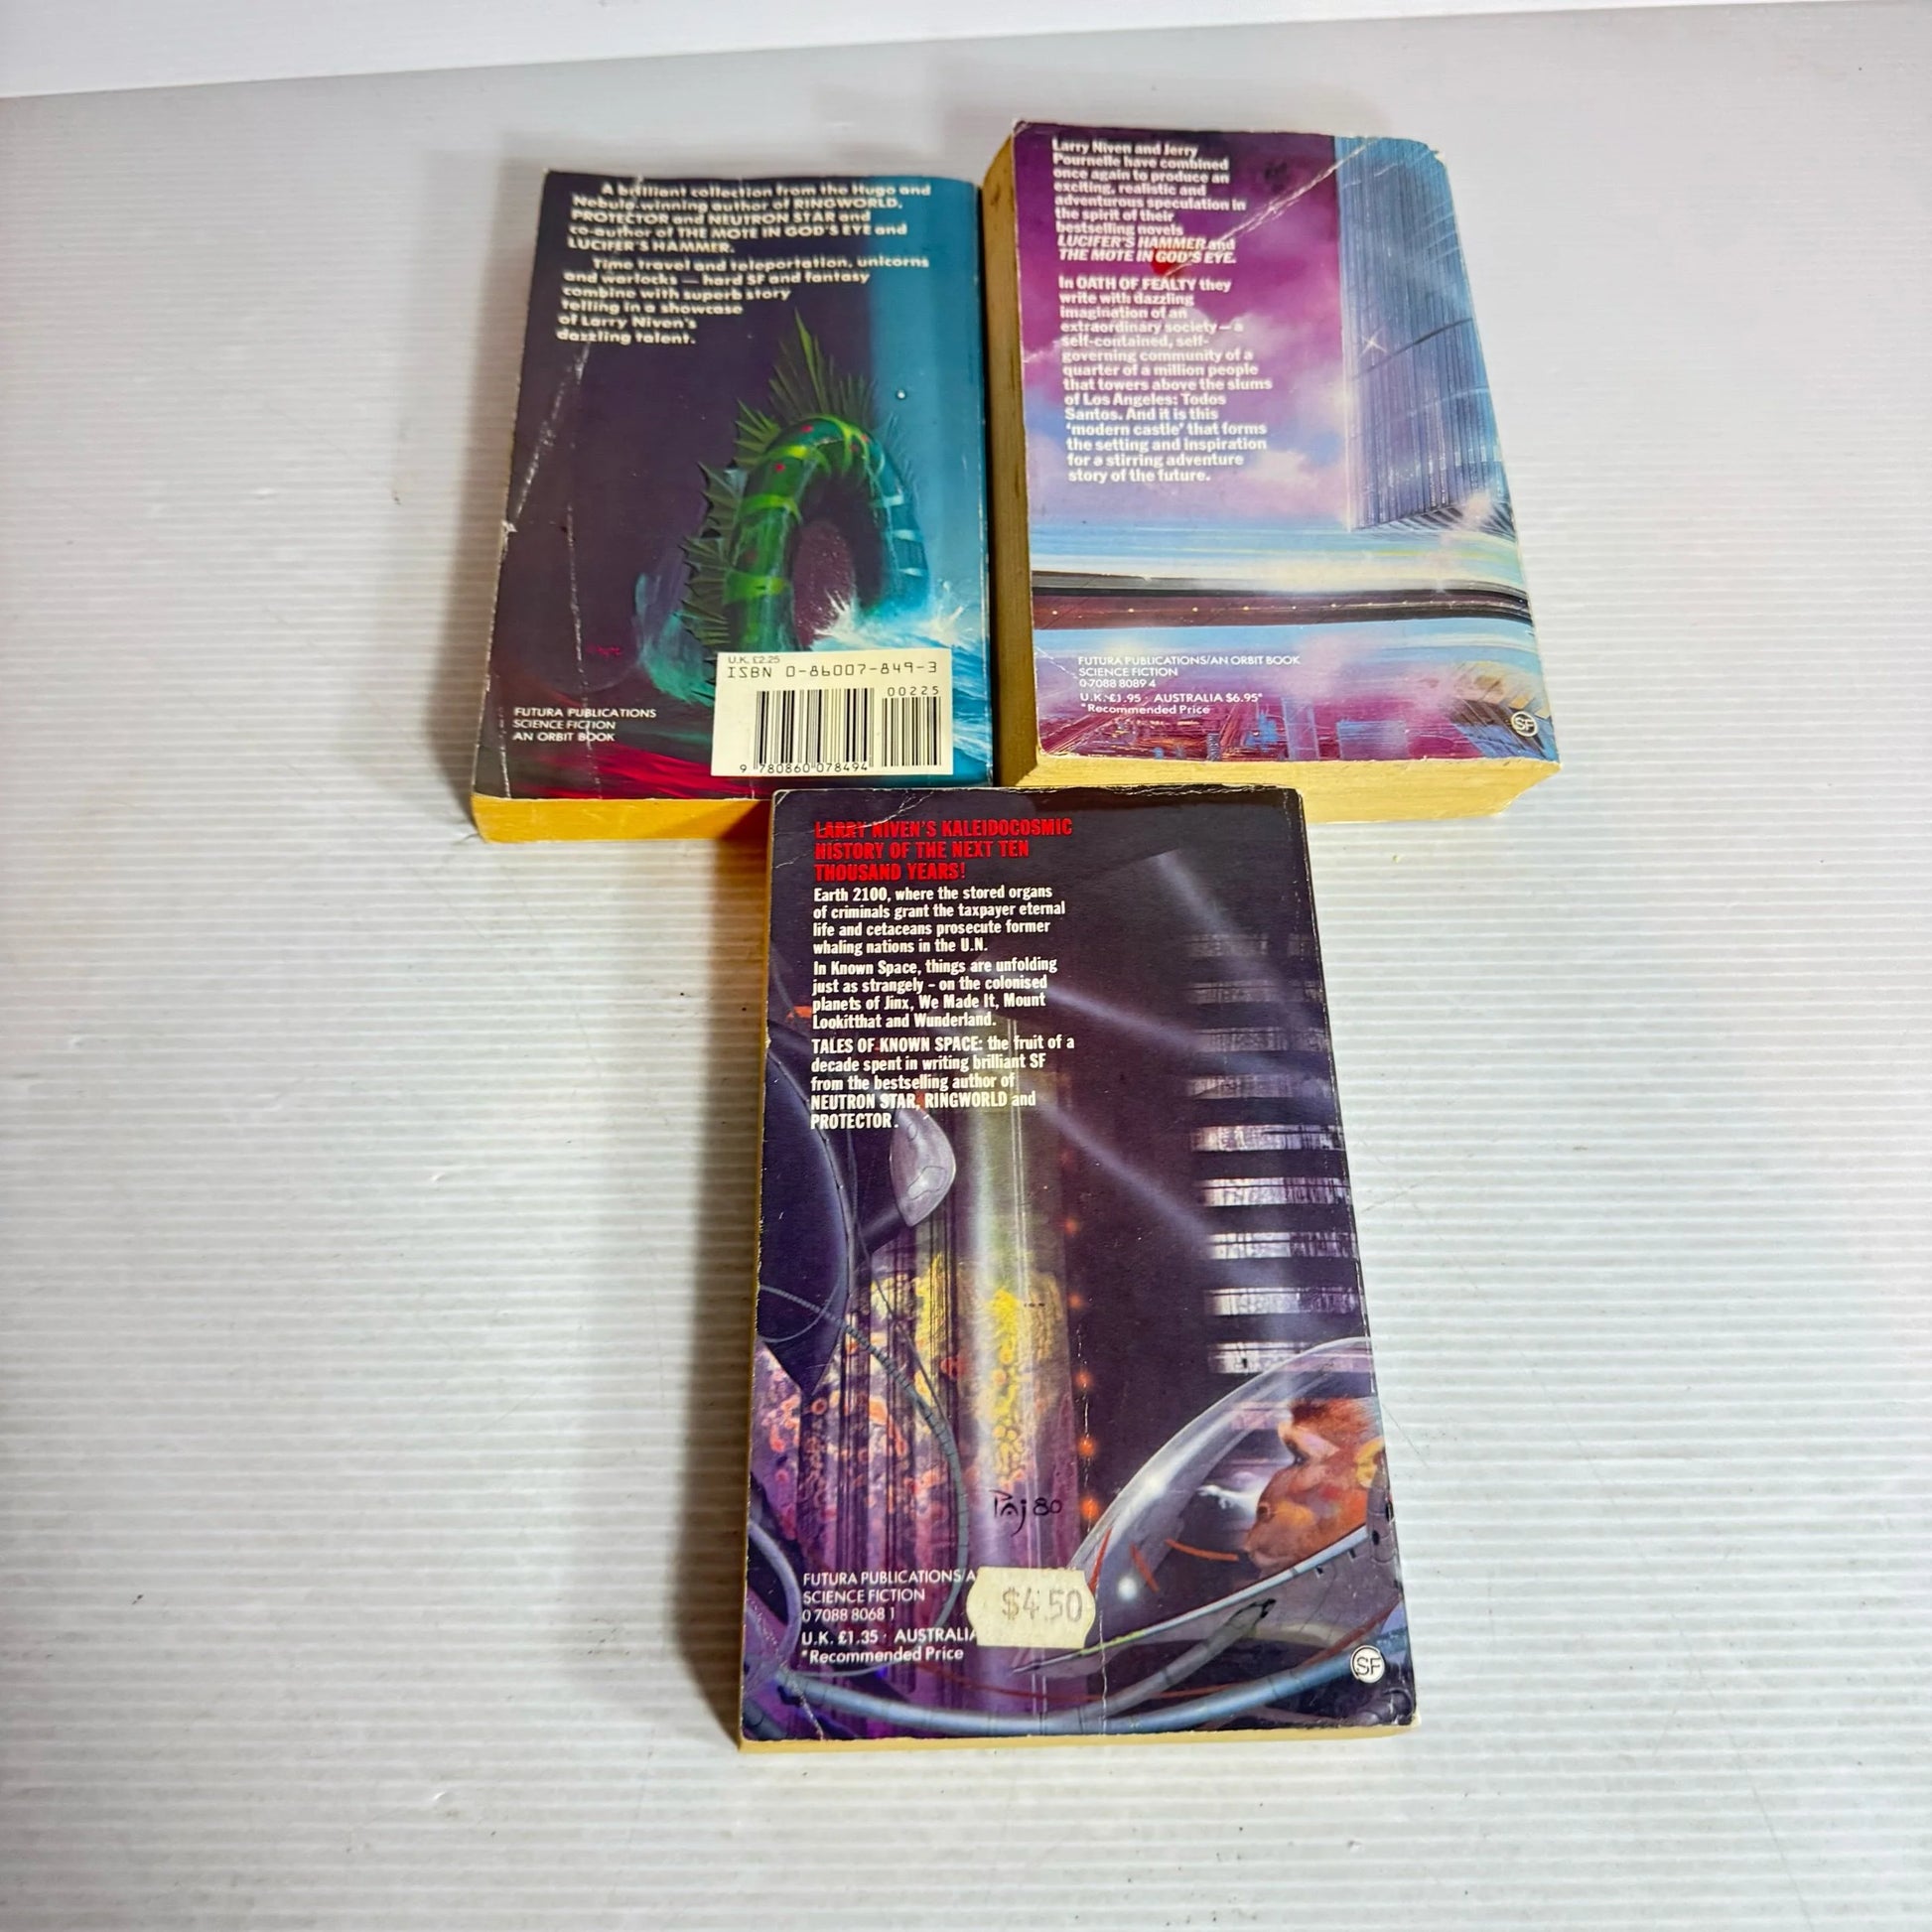 A brilliant collection from the Hugo and
Nebula-winning author of RINGWORLD,
PROTECTOR and NEUTRON STAR and
co-author of THE MOTE IN GOD'S EYE and
LUCIFER'S HAMMER.
Time travel and teleportation, unicorns
and warlocks — hard SF and fantasy
combine with superb story
telling in a showcase
of Larry Niven's
dazzling talent.
U.K. £2.25
ISBN 0-86007-849-3
00225
9 780860 078494
FUTURA PUBLICATIONS
SCIENCE FICTION
AN ORBIT BOOK
Larry Niven and Jerry
Pournelle have combined
once again to produce an
exciting, realistic and
adventurous speculation in
the spirit of their
bestselling novels
LUCIFER'S HAMMER and
THE MOTE IN GOD'S EYE.
In OATH OF FEALTY they
write with dazzling
imagination of an
extraordinary society — a
self-contained, self-
governing community of a
quarter of a million people
that towers above the slums
of Los Angeles: Todos
Santos. And it is this
'modern castle' that forms
the setting and inspiration
for a stirring adventure
story of the future.
FUTURA PUBLICATIONS/AN ORBIT BOOK
SCIENCE FICTION
0 7088 8089 4
U.K. £1.95 · AUSTRALIA $6.95*
*Recommended Price
SF
LARRY NIVEN'S KALEIDOCOSMIC
HISTORY OF THE NEXT TEN
THOUSAND YEARS!
Earth 2100, where the stored organs
of criminals grant the taxpayer eternal
life and cetaceans prosecute former
whaling nations in the U.N.
In Known Space, things are unfolding
just as strangely - on the colonised
planets of Jinx, We Made It, Mount
Lookitthat and Wunderland.
TALES OF KNOWN SPACE: the fruit of a
decade spent in writing brilliant SF
from the bestselling author of
NEUTRON STAR, RINGWORLD and
PROTECTOR.
Paj 80
FUTURA PUBLICATIONS/A
SCIENCE FICTION
0 7088 8068 1
U.K. £1.35 · AUSTRALIA
*Recommended Price
$4.50
SF